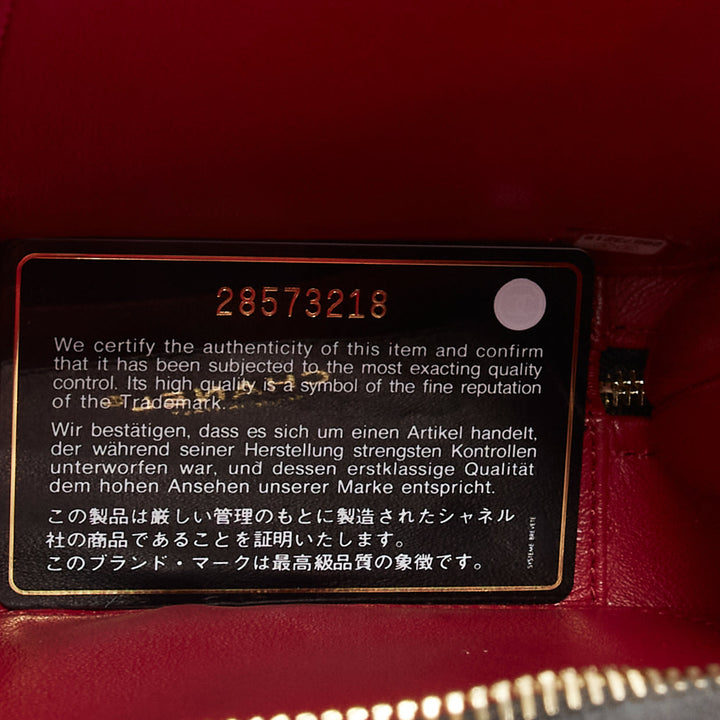 28573218
We certify the authenticity of this item and confirm
that it has been subjected to the most exacting quality
control. Its high quality is a symbol of the fine reputation
of the Trademark.
Wir bestätigen, dass es sich um einen Artikel handelt,
der während seiner Herstellung strengsten Kontrollen
unterworfen war, und dessen erstklassige Qualität
dem hohen Ansehen unserer Marke entspricht.
この製品は厳しい管理のもとに製造されたシャネル
社の商品であることを証明いたします。
このブランド・マークは最高級品質の象徴です。
SYSTEME BREVETE